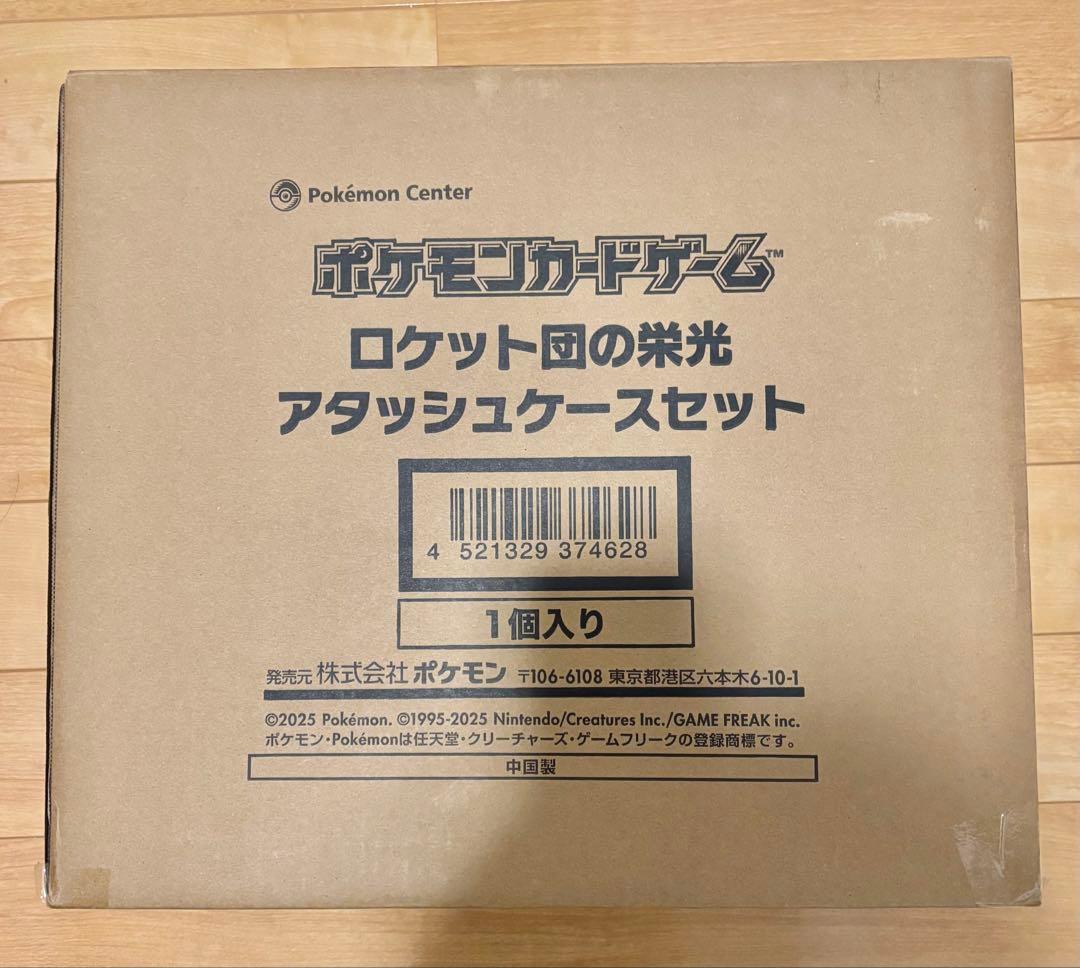 Pokémon Center
ポケモンカードゲーム™
ロケット団の栄光
アタッシュケースセット
4 521329 374628
1個入り
発売元 株式会社 ポケモン 〒106-6108 東京都港区六本木6-10-1
©2025 Pokémon. ©1995-2025 Nintendo/Creatures Inc./GAME FREAK inc.
ポケモン・Pokémonは任天堂・クリーチャーズ・ゲームフリークの登録商標です。
中国製